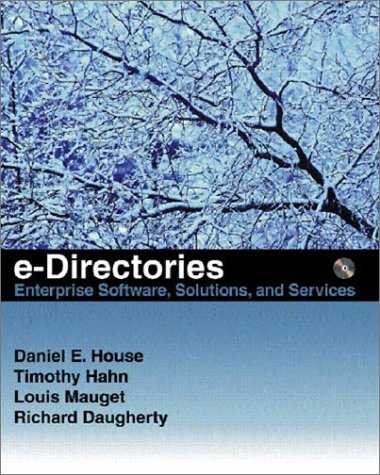 e-Directories
Enterprise Software, Solutions, and Services
Daniel E. House
Timothy Hahn
Louis Mauget
Richard Daugherty